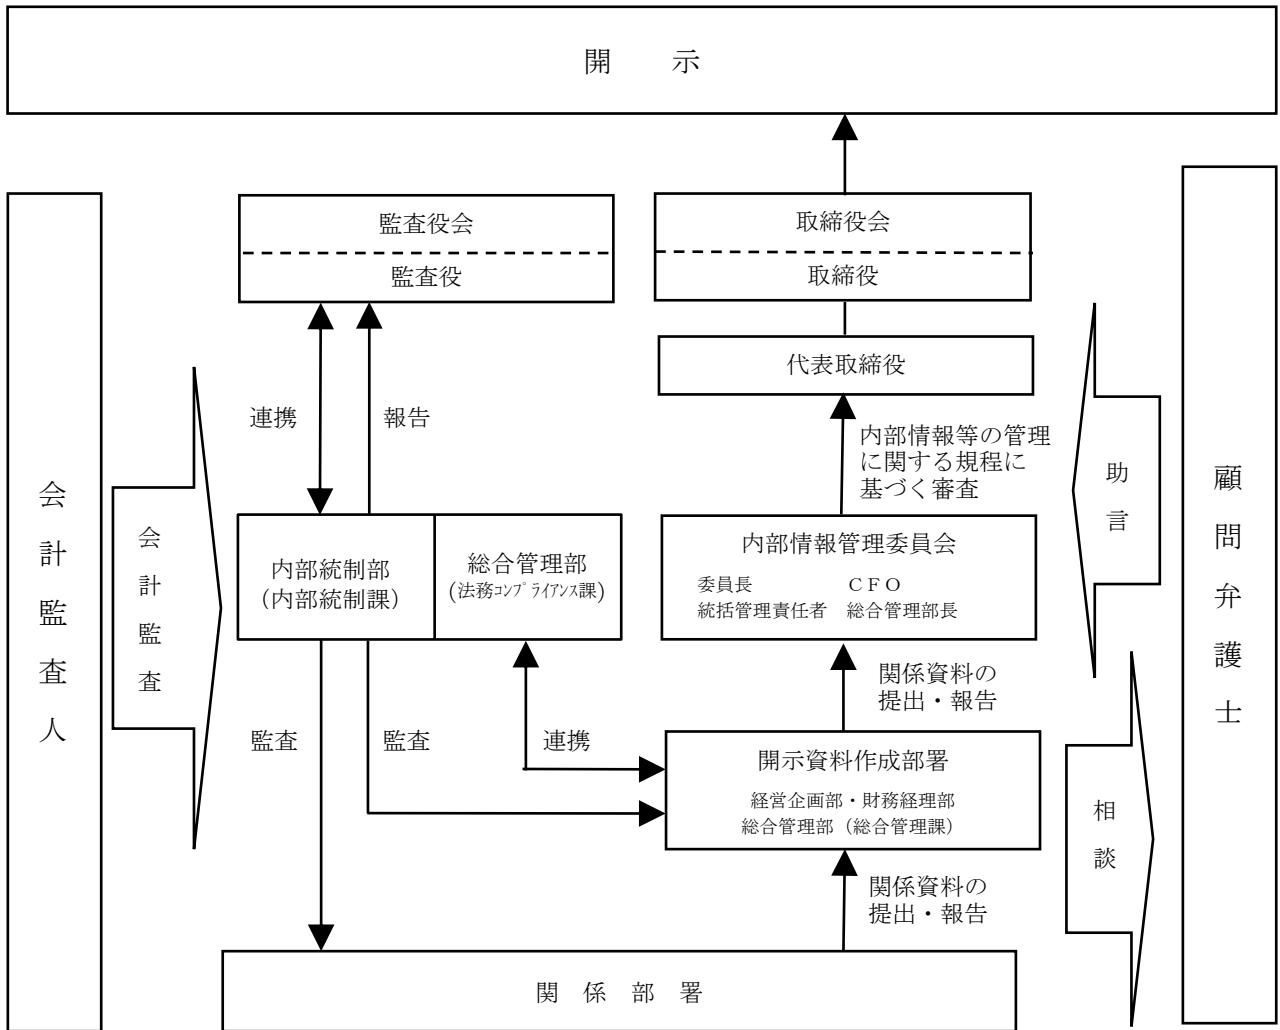 開　示
監査役会
監査役
取締役会
取締役
代表取締役
連携
報告
内部情報等の管理
に関する規程に
基づく審査
会計監査人
会計監査
内部統制部
（内部統制課）
総合管理部
(法務ｺﾝﾌﾟﾗｲｱﾝｽ課)
内部情報管理委員会
委員長　ＣＦＯ
統括管理責任者　総合管理部長
助言
顧問弁護士
関係資料の
提出・報告
監査
監査
連携
開示資料作成部署
経営企画部・財務経理部
総合管理部（総合管理課）
相談
関係資料の
提出・報告
関　係　部　署